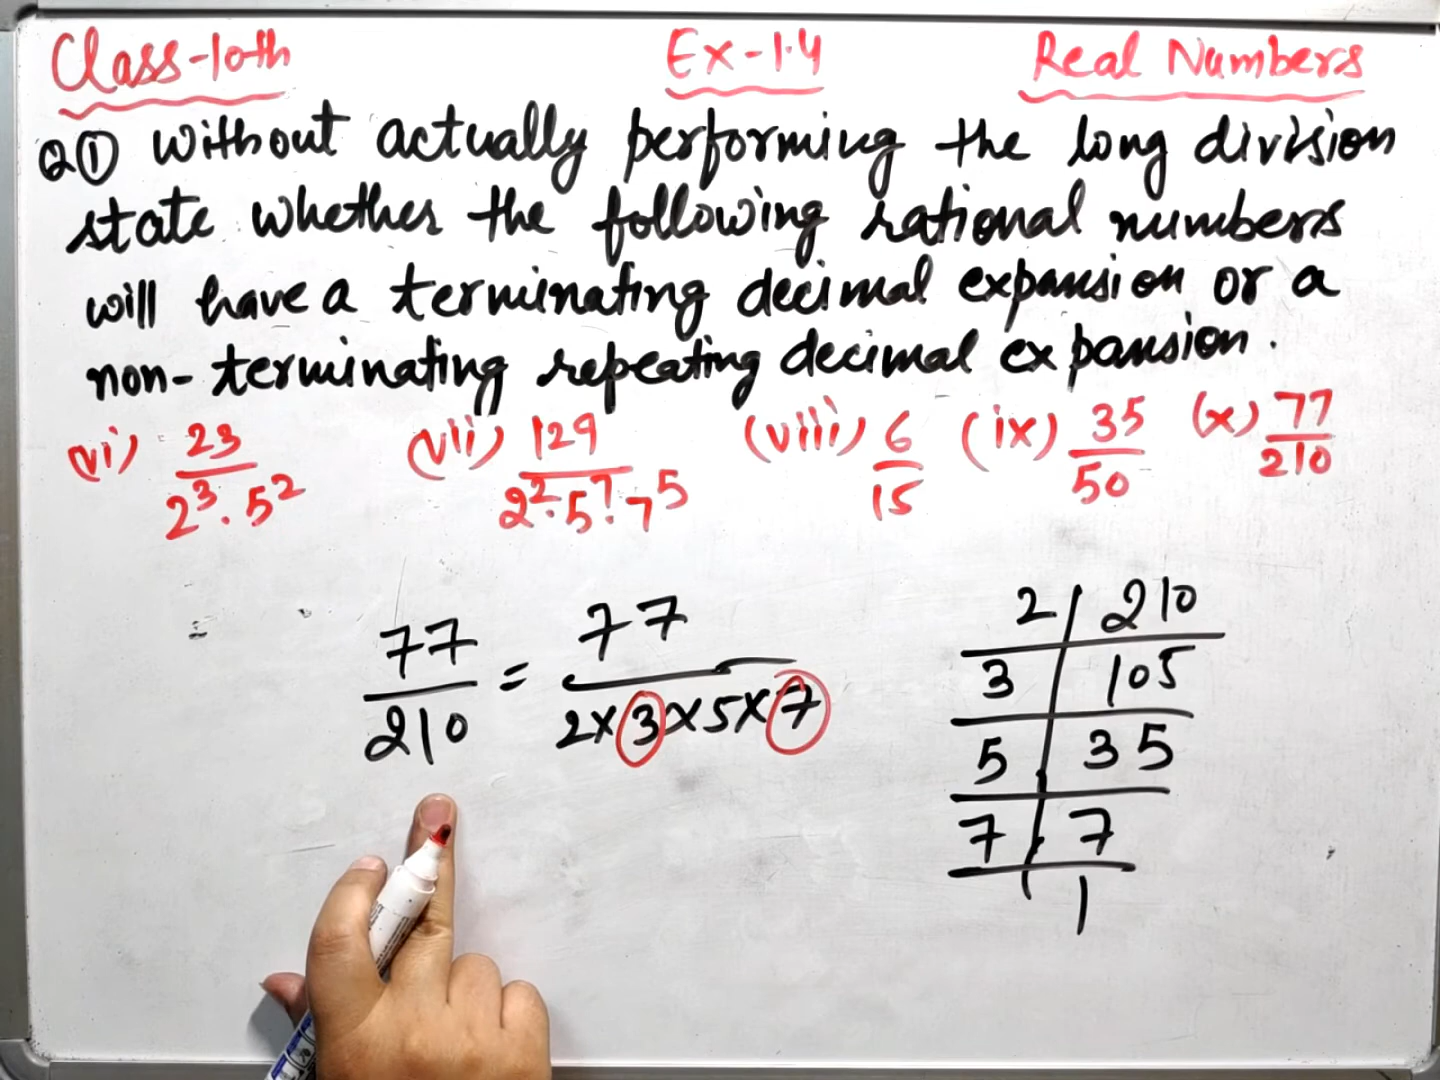 Class-10th Ex-1.4 Real Numbers
Q① Without actually performing the long division
state whether the following rational numbers
will have a terminating decimal expansion or a
non-terminating repeating decimal expansion.
(vi) 23/2³.5² (vii) 129/2².5⁷.7⁵ (viii) 6/15 (ix) 35/50 (x) 77/210
77/210 = 77/2×3×5×7
2 | 210
3 | 105
5 | 35
7 | 7
1